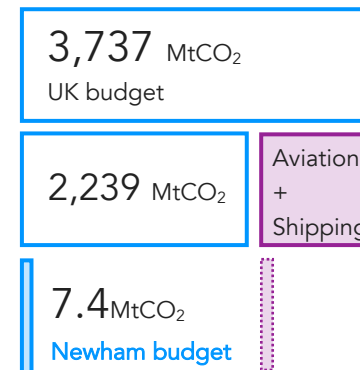 3,737 MtCO₂
UK budget
2,239 MtCO₂
Aviation
+
Shipping
7.4MtCO₂
Newham budget